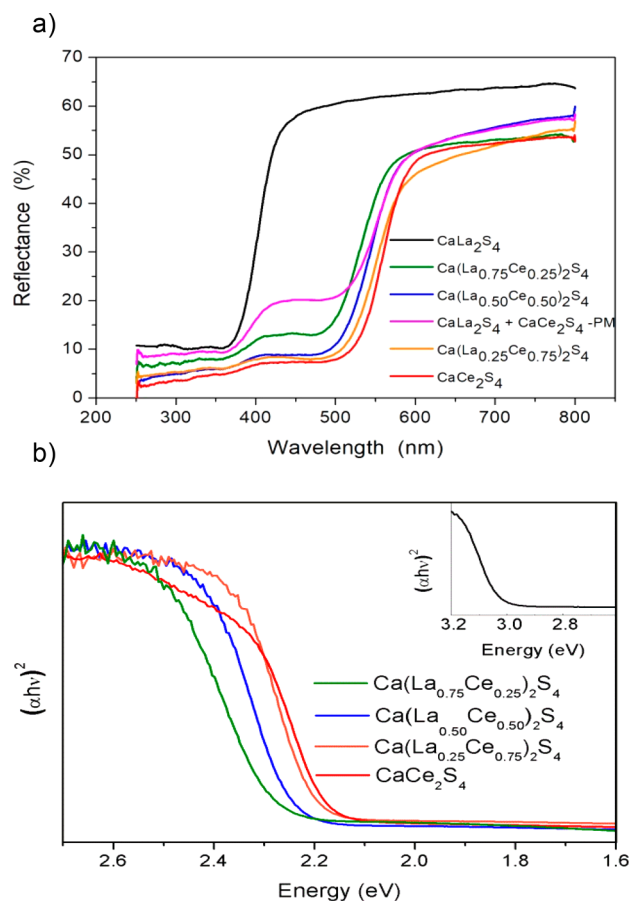 a)
70
60
50
40
30
20
10
0
Reflectance (%)
CaLa₂S₄
Ca(La₀.₇₅Ce₀.₂₅)₂S₄
Ca(La₀.₅₀Ce₀.₅₀)₂S₄
CaLa₂S₄ + CaCe₂S₄ -PM
Ca(La₀.₂₅Ce₀.₇₅)₂S₄
CaCe₂S₄
200 300 400 500 600 700 800
Wavelength (nm)
b)
(αhν)²
(αhν)²
3.2 3.0 2.8
Energy (eV)
Ca(La₀.₇₅Ce₀.₂₅)₂S₄
Ca(La₀.₅₀Ce₀.₅₀)₂S₄
Ca(La₀.₂₅Ce₀.₇₅)₂S₄
CaCe₂S₄
2.6 2.4 2.2 2.0 1.8 1.6
Energy (eV)